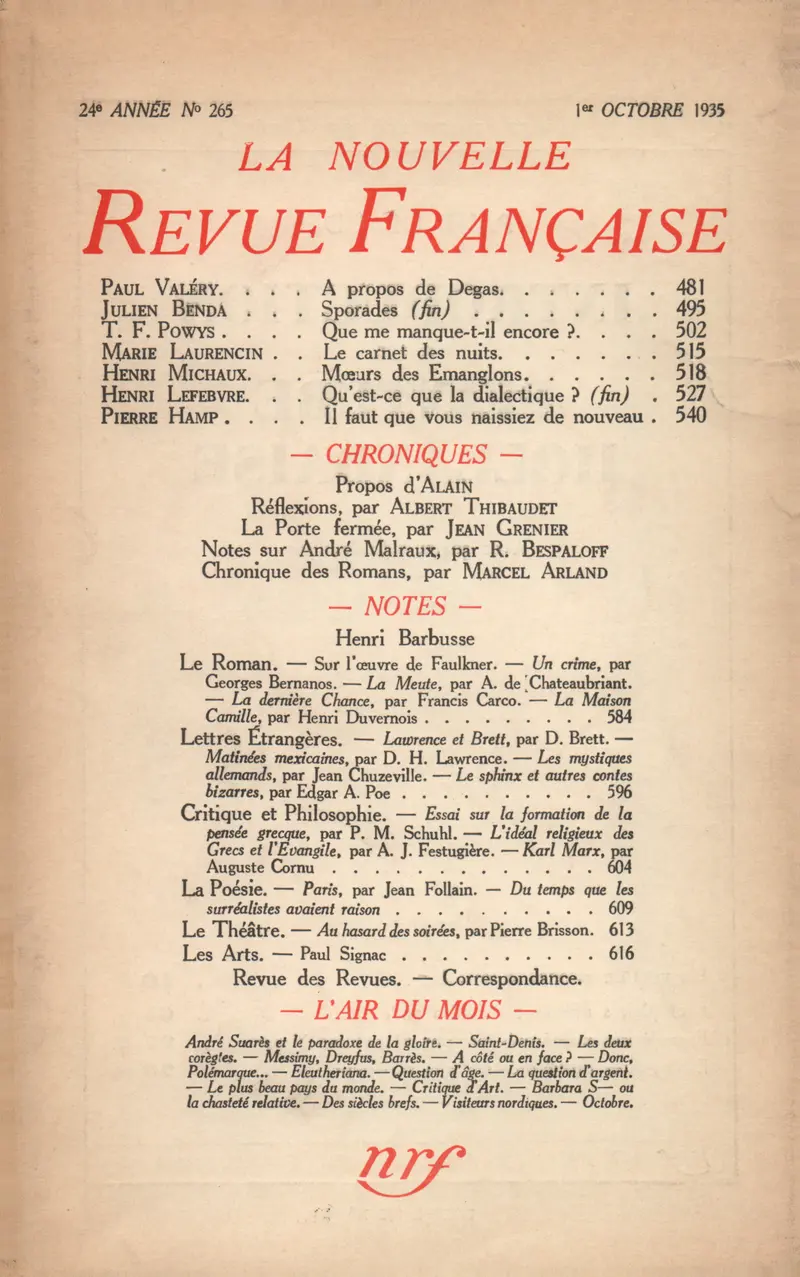 24e ANNÉE No 265 1er OCTOBRE 1935
LA NOUVELLE
REVUE FRANÇAISE
PAUL VALÉRY. . . . A propos de Degas. . . . . . . 481
JULIEN BENDA . . . Sporades (fin) . . . . . . . . 495
T. F. POWYS . . . . Que me manque-t-il encore ?. . . . 502
MARIE LAURENCIN . . Le carnet des nuits. . . . . . . 515
HENRI MICHAUX. . . Mœurs des Emanglons. . . . . . 518
HENRI LEFEBVRE. . . Qu'est-ce que la dialectique ? (fin) . 527
PIERRE HAMP . . . . Il faut que vous naissiez de nouveau . 540
— CHRONIQUES —
Propos d'ALAIN
Réflexions, par ALBERT THIBAUDET
La Porte fermée, par JEAN GRENIER
Notes sur André Malraux, par R. BESPALOFF
Chronique des Romans, par MARCEL ARLAND
— NOTES —
Henri Barbusse
Le Roman. — Sur l'œuvre de Faulkner. — Un crime, par
Georges Bernanos. — La Meute, par A. de Chateaubriant.
— La dernière Chance, par Francis Carco. — La Maison
Camille, par Henri Duvernois . . . . . . . . . 584
Lettres Étrangères. — Lawrence et Brett, par D. Brett. —
Matinées mexicaines, par D. H. Lawrence. — Les mystiques
allemands, par Jean Chuzeville. — Le sphinx et autres contes
bizarres, par Edgar A. Poe . . . . . . . . . . 596
Critique et Philosophie. — Essai sur la formation de la
pensée grecque, par P. M. Schuhl. — L'idéal religieux des
Grecs et l'Evangile, par A. J. Festugière. — Karl Marx, par
Auguste Cornu . . . . . . . . . . . . . 604
La Poésie. — Paris, par Jean Follain. — Du temps que les
surréalistes avaient raison . . . . . . . . . . 609
Le Théâtre. — Au hasard des soirées, par Pierre Brisson. 613
Les Arts. — Paul Signac . . . . . . . . . . 616
Revue des Revues. — Correspondance.
— L'AIR DU MOIS —
André Suarès et le paradoxe de la gloire. — Saint-Denis. — Les deux
corègtes. — Messimy, Dreyfus, Barrès. — A côté ou en face ? — Donc,
Polémarque... — Eleutheriana. — Question d'âge. — La question d'argent.
— Le plus beau pays du monde. — Critique d'Art. — Barbara S— ou
la chasteté relative. — Des siècles brefs. — Visiteurs nordiques. — Octobre.
nrf